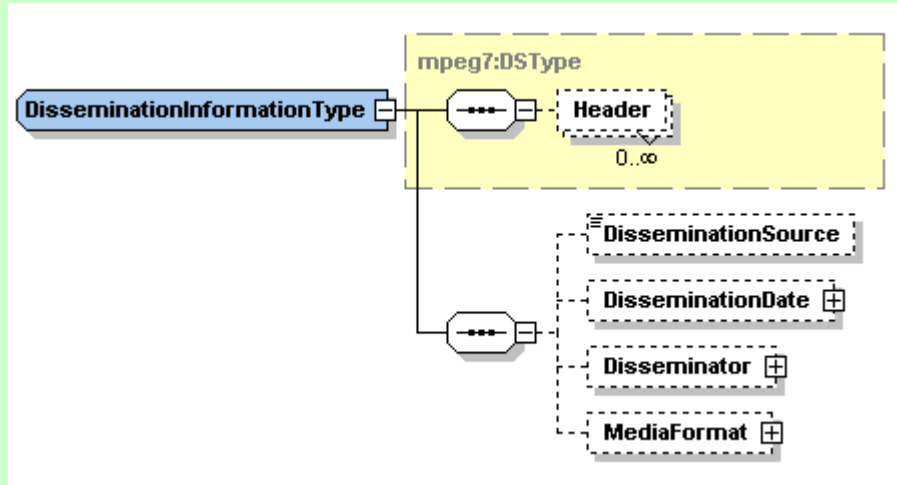 mpeg7:DSType
DisseminationInformationType
Header
0..∞
DisseminationSource
DisseminationDate
Disseminator
MediaFormat